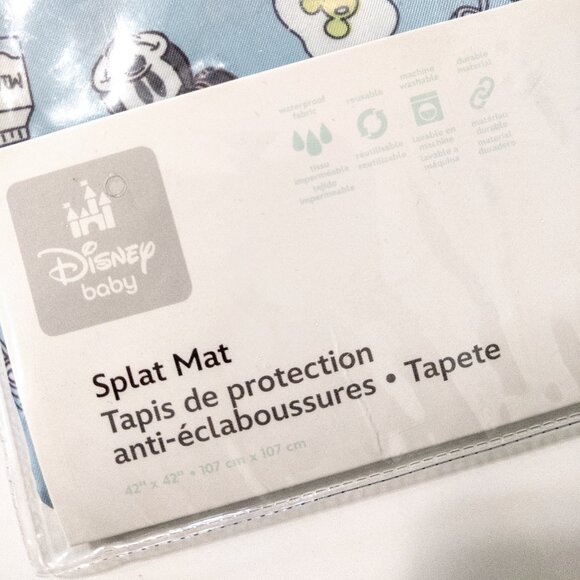 MIL
waterproof
fabric
tissu
imperméable
tejido
impermeable
reusable
réutilisable
reutilizable
machine
washable
lavable en
machine
lavable a
máquina
durable
material
matériau
durable
material
duradero
Disney
baby
Splat Mat
Tapis de protection
anti-éclaboussures • Tapete
42" x 42" • 107 cm x 107 cm